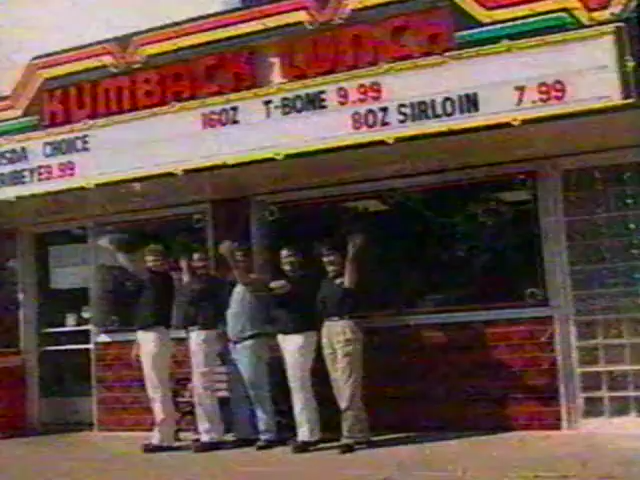 KUMBACK LUNCH
16OZ T-BONE 9.99
8OZ SIRLOIN 7.99
USDA CHOICE
RIBEYE 9.99